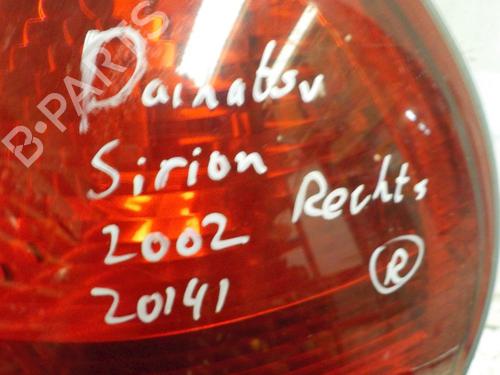 B-PARTS
Daihatsu
Sirion
Rechts
2002
20141
R